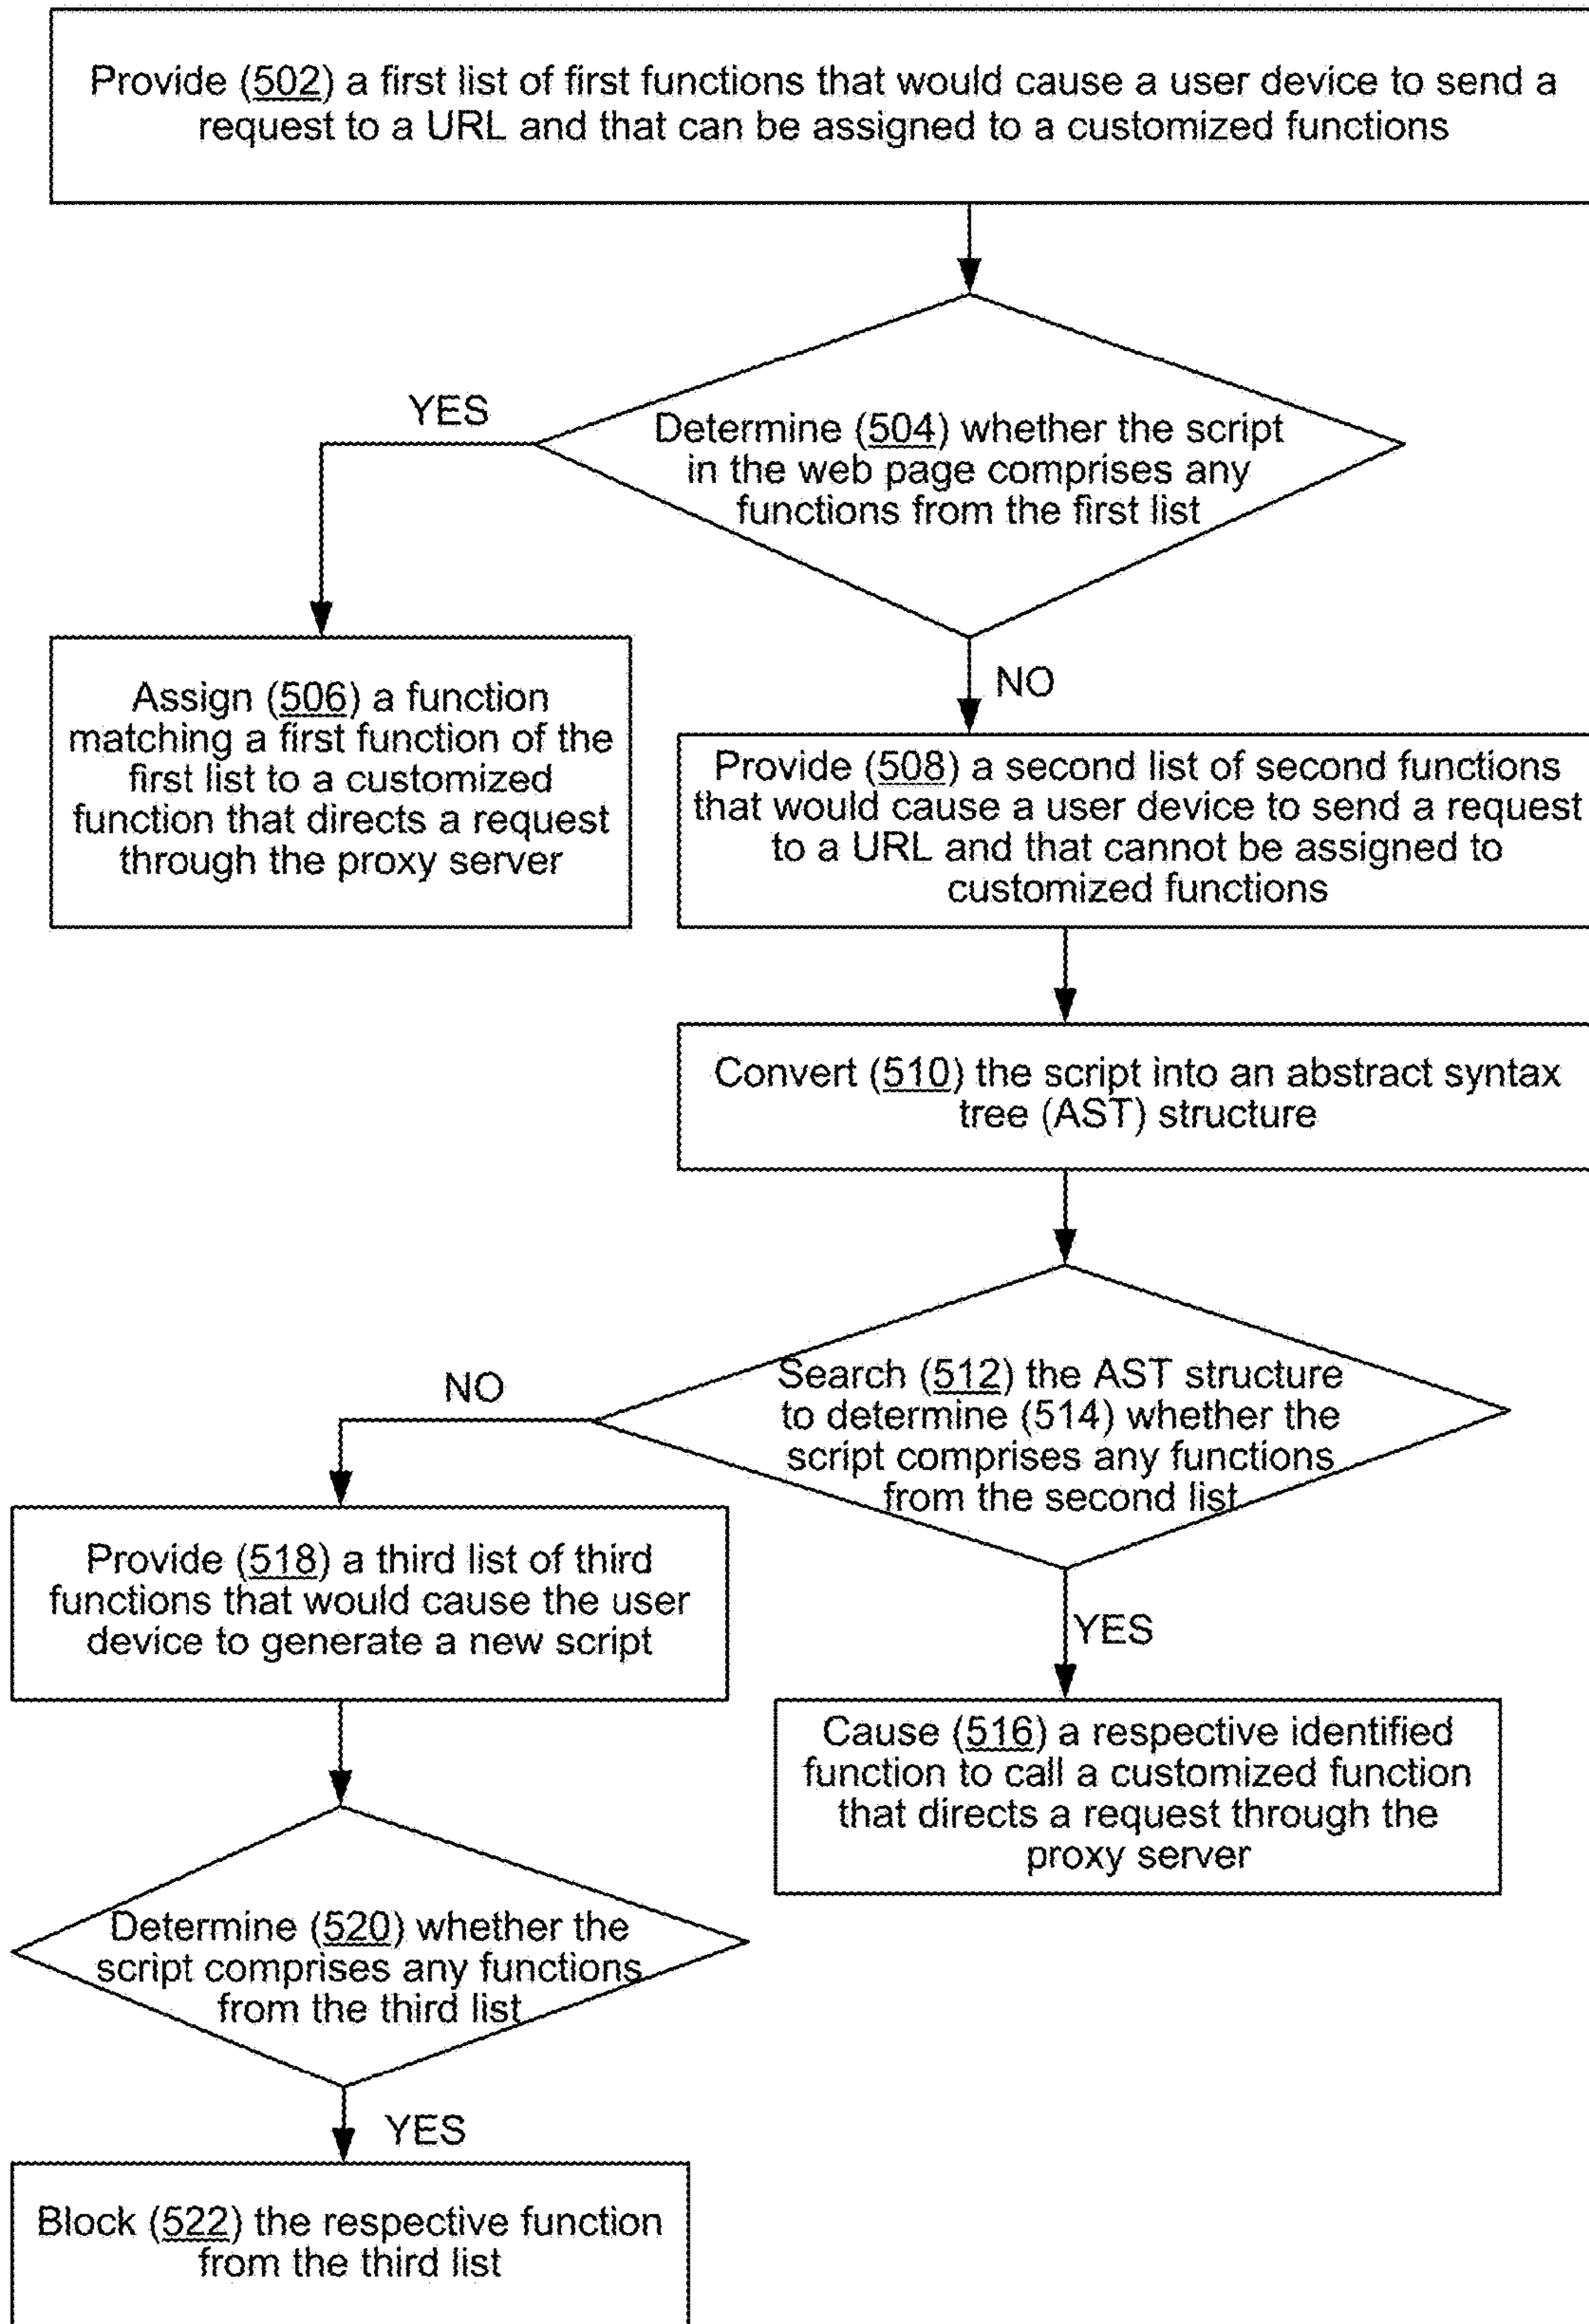 Provide (502) a first list of first functions that would cause a user device to send a
request to a URL and that can be assigned to a customized functions
YES
Determine (504) whether the script
in the web page comprises any
functions from the first list
Assign (506) a function
matching a first function of the
first list to a customized
function that directs a request
through the proxy server
NO
Provide (508) a second list of second functions
that would cause a user device to send a request
to a URL and that cannot be assigned to
customized functions
Convert (510) the script into an abstract syntax
tree (AST) structure
NO
Search (512) the AST structure
to determine (514) whether the
script comprises any functions
from the second list
Provide (518) a third list of third
functions that would cause the user
device to generate a new script
YES
Cause (516) a respective identified
function to call a customized function
that directs a request through the
proxy server
Determine (520) whether the
script comprises any functions
from the third list
YES
Block (522) the respective function
from the third list